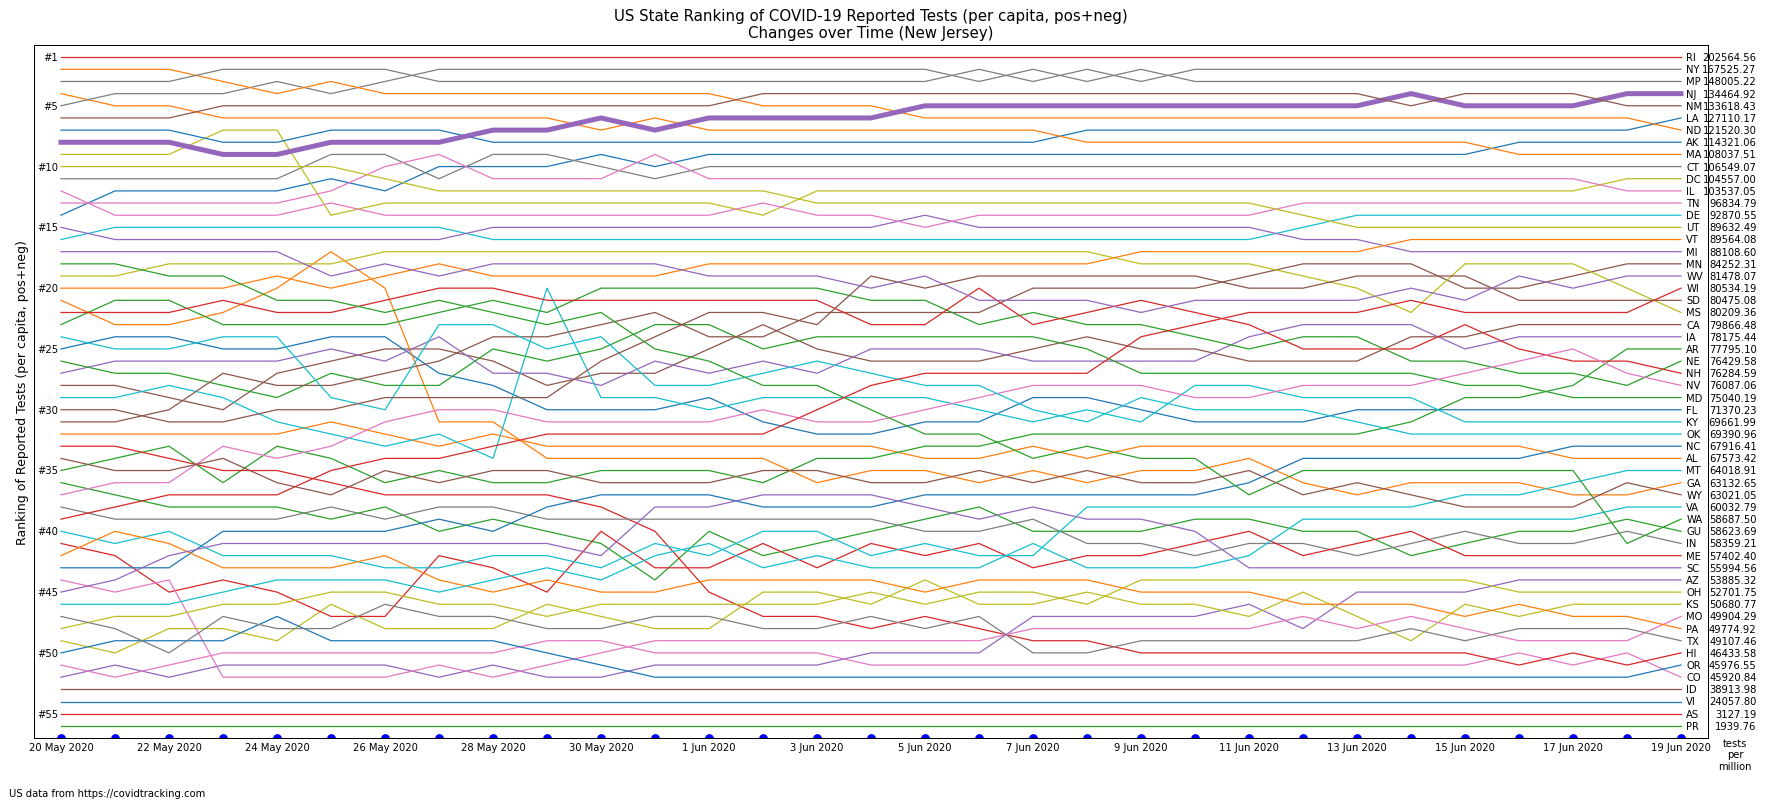 US State Ranking of COVID-19 Reported Tests (per capita, pos+neg)
Changes over Time (New Jersey)
Ranking of Reported Tests (per capita, pos+neg)
#1
#5
#10
#15
#20
#25
#30
#35
#40
#45
#50
#55
RI 202564.56
NY 157525.27
MP 148005.22
NJ 134464.92
NM 133618.43
LA 127110.17
ND 121520.30
AK 114321.06
MA 108037.51
CT 106549.07
DC 104557.00
IL 103537.05
TN 96834.79
DE 92870.55
UT 89632.49
VT 89564.08
MI 88108.60
MN 84252.31
WV 81478.07
WI 80534.19
SD 80475.08
MS 80209.36
CA 79866.48
IA 78175.44
AR 77795.10
NE 76429.58
NH 76284.59
NV 76087.06
MD 75040.19
FL 71370.23
KY 69661.99
OK 69390.96
NC 67916.41
AL 67573.42
MT 64018.91
GA 63132.65
WY 63021.05
VA 60032.79
WA 58687.50
GU 58623.69
IN 58359.21
ME 57402.40
SC 55994.56
AZ 53885.32
OH 52701.75
KS 50680.77
MO 49904.29
PA 49774.92
TX 49107.46
HI 46433.58
OR 45976.55
CO 45920.84
ID 38913.98
VI 24057.80
AS 3127.19
PR 1939.76
20 May 2020 22 May 2020 24 May 2020 26 May 2020 28 May 2020 30 May 2020 1 Jun 2020 3 Jun 2020 5 Jun 2020 7 Jun 2020 9 Jun 2020 11 Jun 2020 13 Jun 2020 15 Jun 2020 17 Jun 2020 19 Jun 2020
tests
per
million
US data from https://covidtracking.com